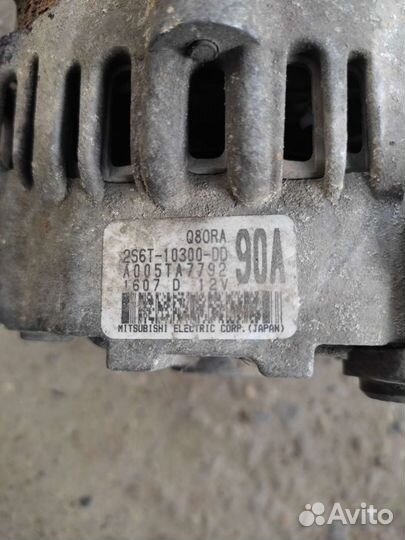 Q80RA
2S6T-10300-DD
A005TA7792 90A
1607 D 12V
MITSUBISHI ELECTRIC CORP.(JAPAN)
Avito